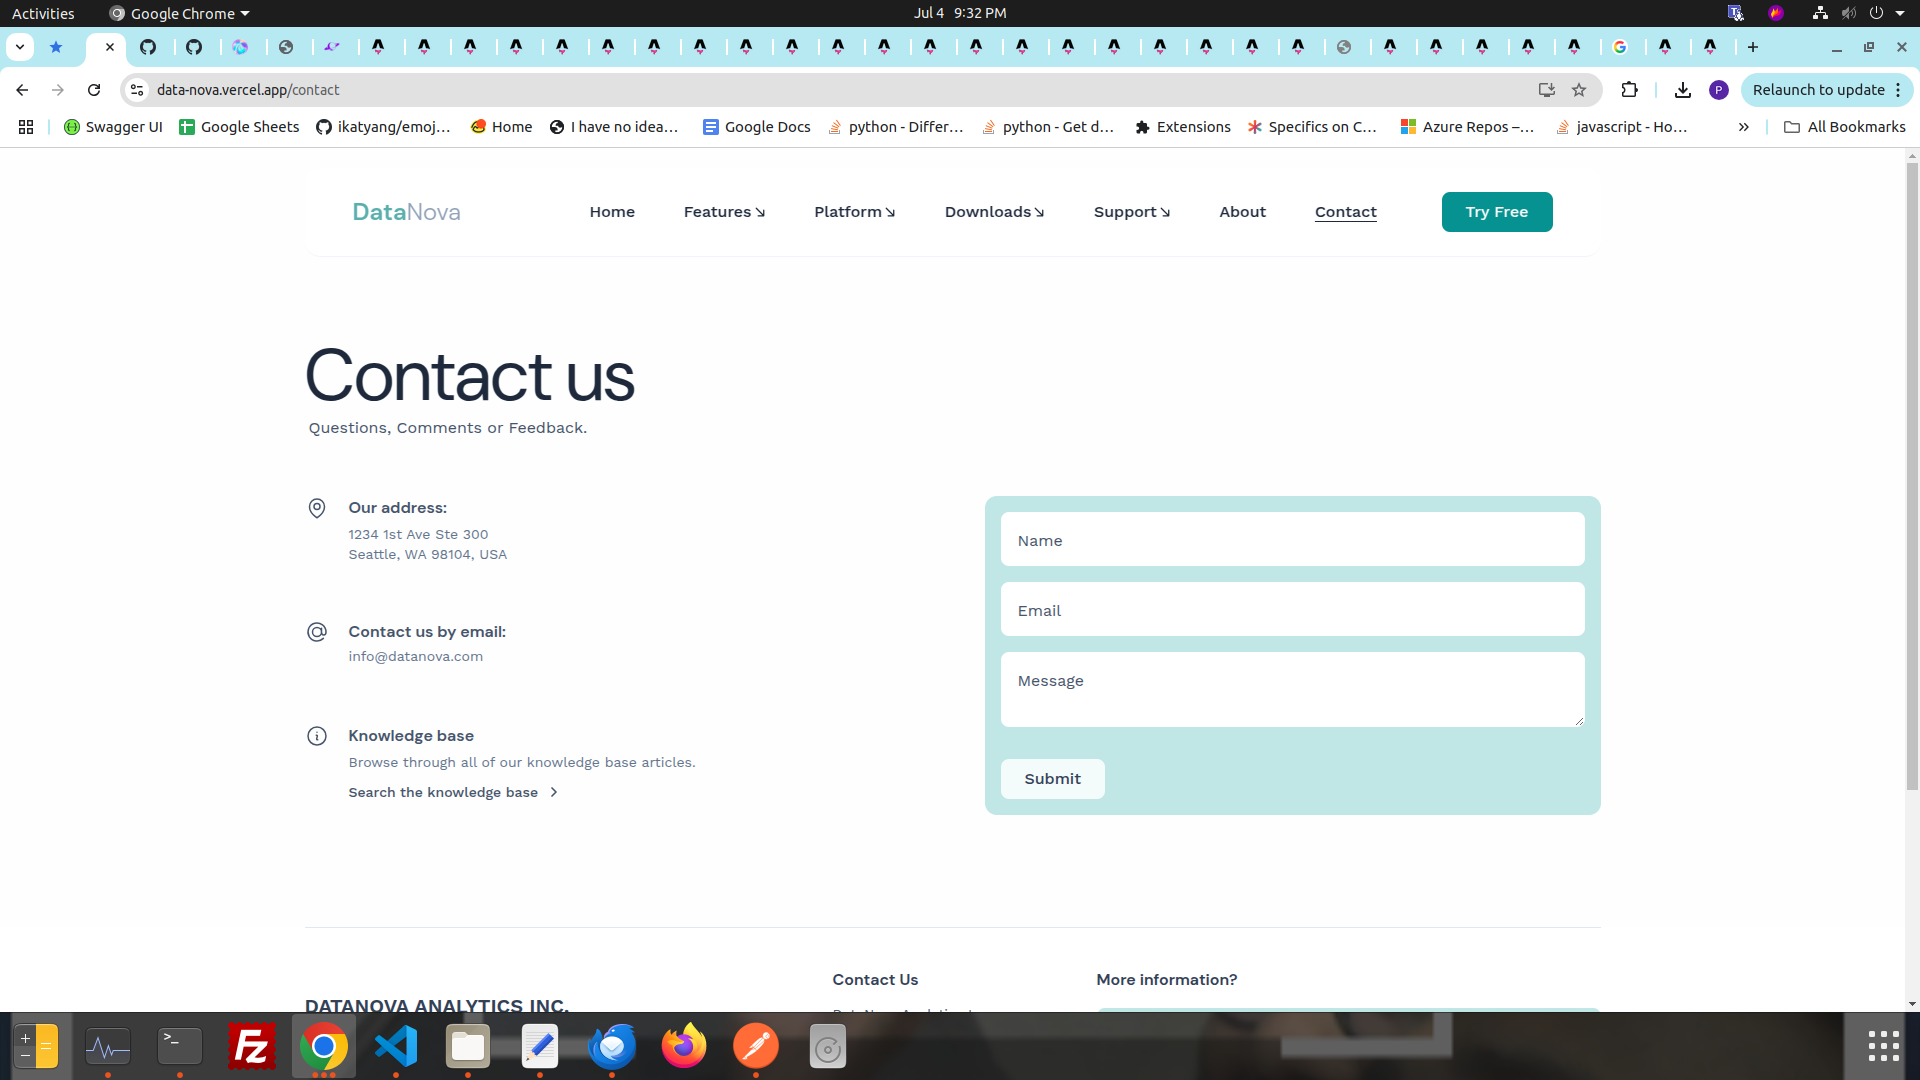 Activities
Google Chrome
Jul 4 9:32 PM
data-nova.vercel.app/contact
P
Relaunch to update
Swagger UI
Google Sheets
ikatyang/emoj...
Home
I have no idea...
Google Docs
python - Differ...
python - Get d...
Extensions
Specifics on C...
Azure Repos –...
javascript - Ho...
All Bookmarks
DataNova
Home
Features
Platform
Downloads
Support
About
Contact
Try Free
Contact us
Questions, Comments or Feedback.
Our address:
1234 1st Ave Ste 300
Seattle, WA 98104, USA
Contact us by email:
info@datanova.com
Knowledge base
Browse through all of our knowledge base articles.
Search the knowledge base
Name
Email
Message
Submit
DATANOVA ANALYTICS INC.
Contact Us
More information?